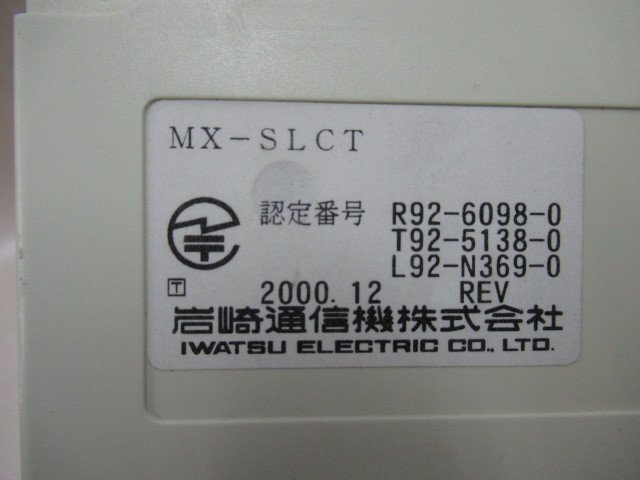 MX-SLCT
認定番号 R92-6098-0
T92-5138-0
L92-N369-0
〒 2000.12 REV
岩崎通信機株式会社
IWATSU ELECTRIC CO., LTD.